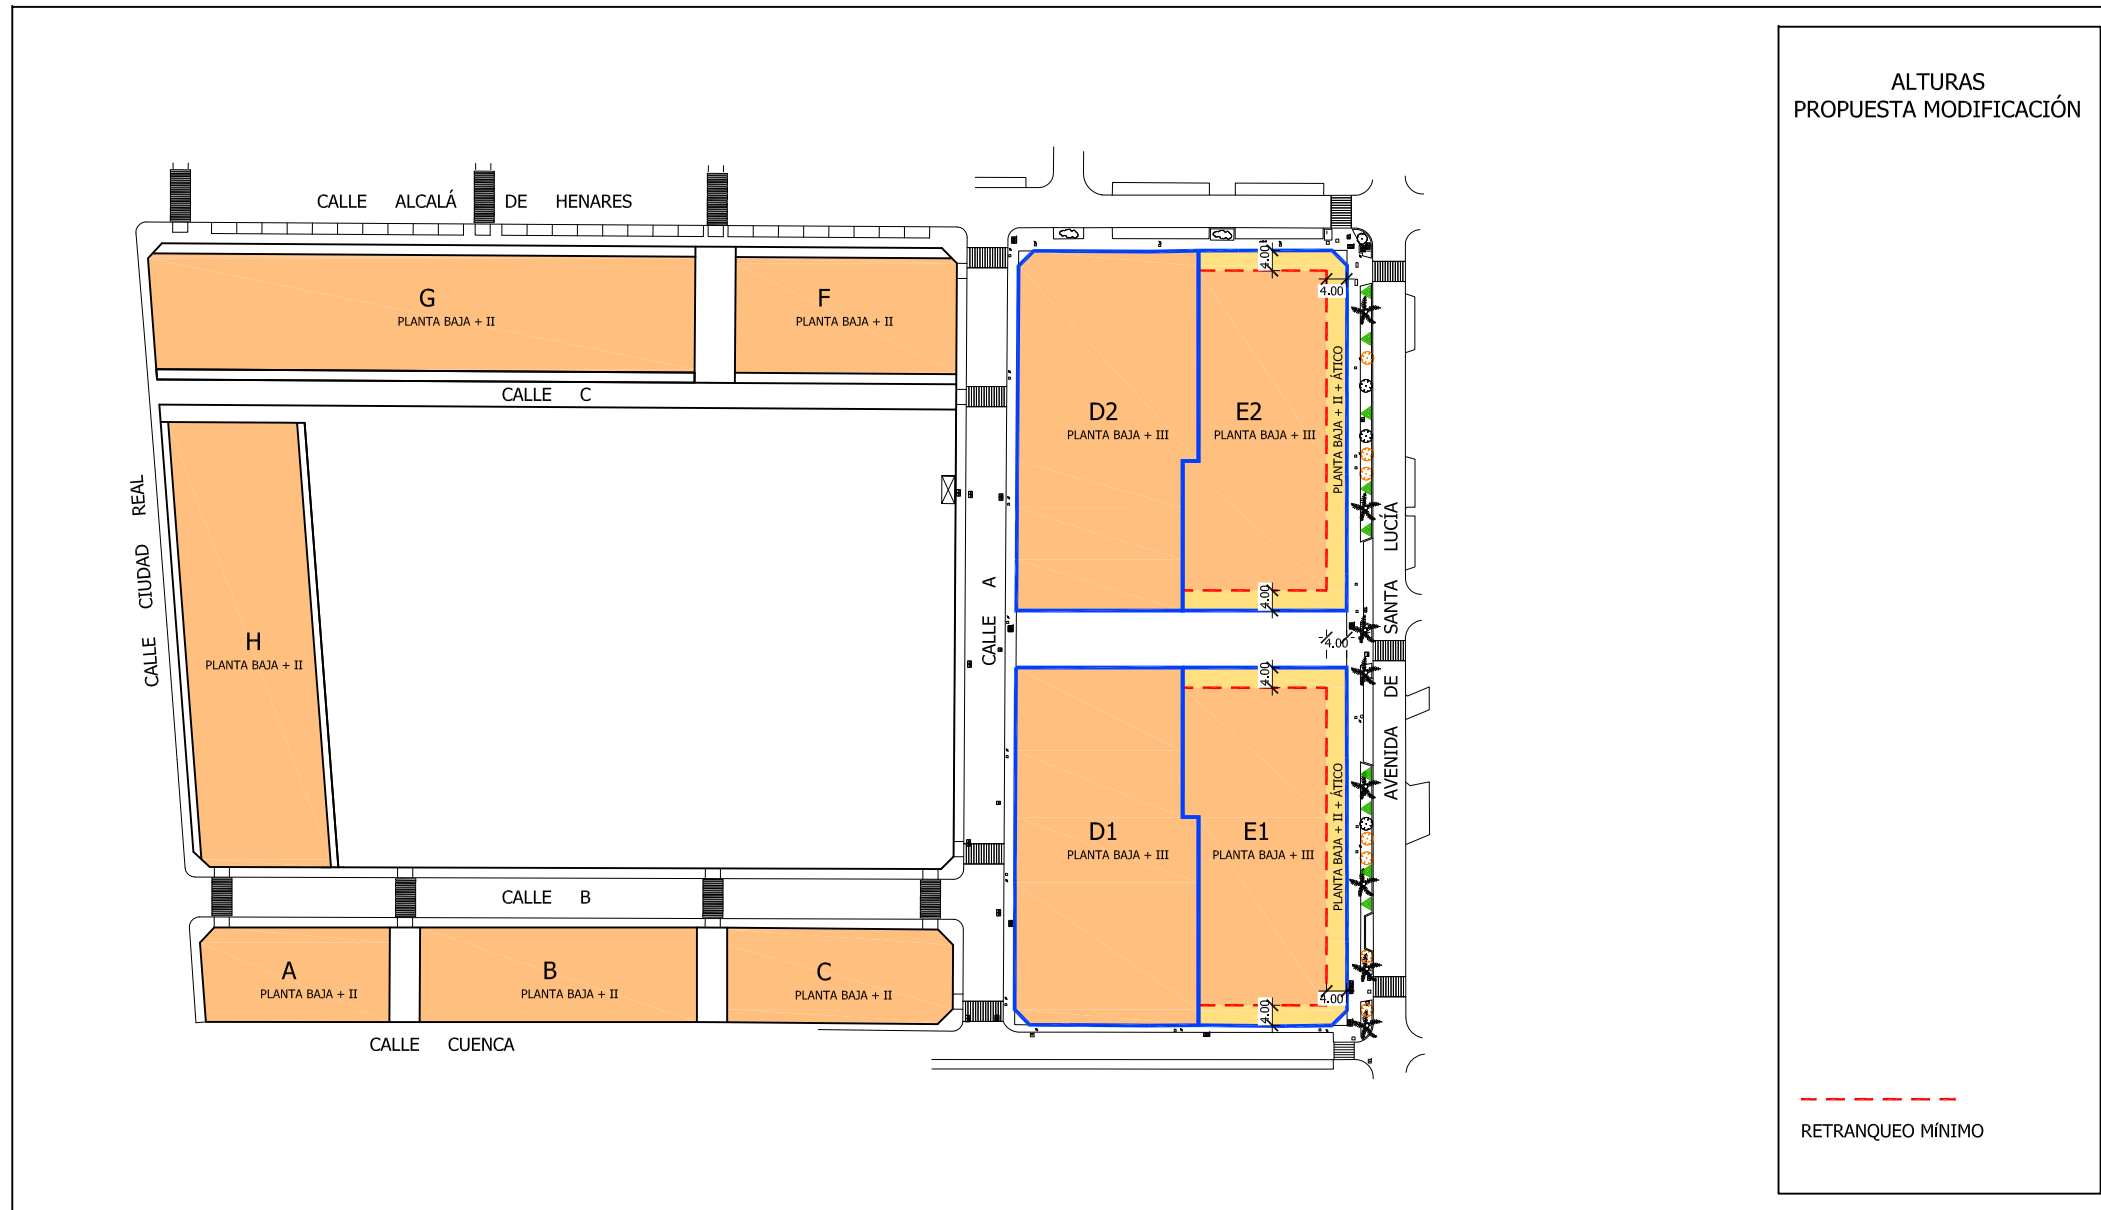 ALTURAS
PROPUESTA MODIFICACIÓN
CALLE ALCALÁ DE HENARES
G
PLANTA BAJA + II
F
PLANTA BAJA + II
CALLE C
CALLE CIUDAD REAL
H
PLANTA BAJA + II
CALLE A
D2
PLANTA BAJA + III
E2
PLANTA BAJA + III
PLANTA BAJA + II + ÁTICO
4.00
4.00
4.00
4.00
AVENIDA DE SANTA LUCÍA
D1
PLANTA BAJA + III
E1
PLANTA BAJA + III
PLANTA BAJA + II + ÁTICO
4.00
4.00
4.00
CALLE B
A
PLANTA BAJA + II
B
PLANTA BAJA + II
C
PLANTA BAJA + II
CALLE CUENCA
RETRANQUEO MíNIMO